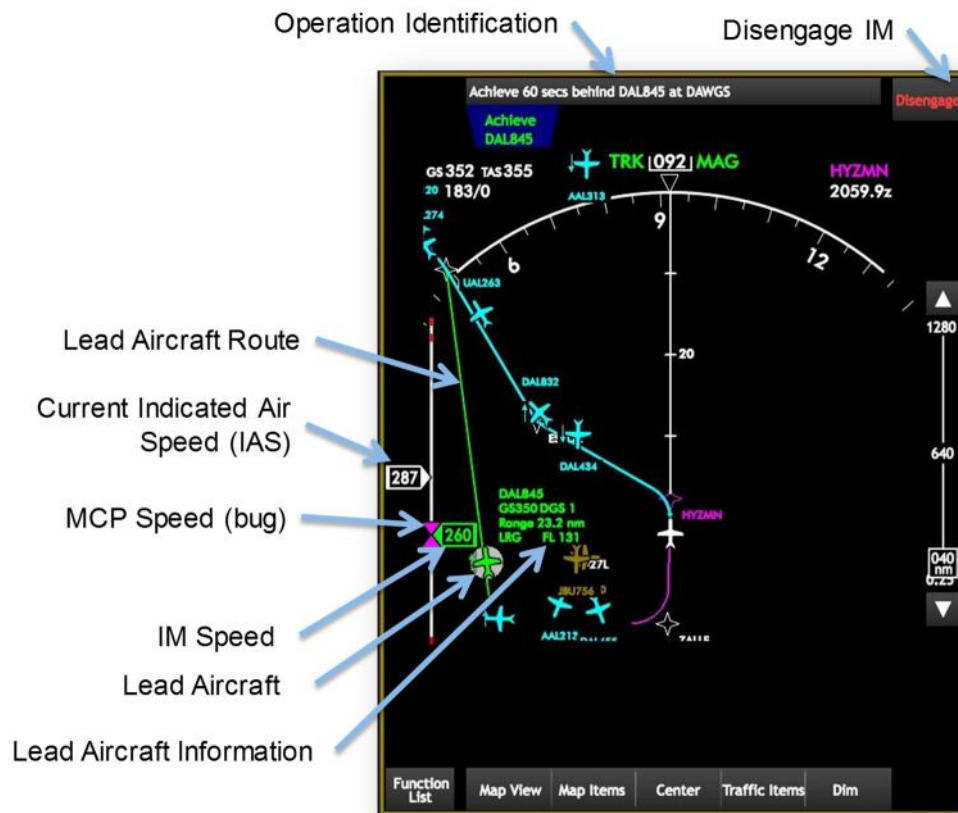 Operation Identification
Disengage IM
Achieve 60 secs behind DAL845 at DAWGS
Disengage
Achieve
DAL845
TRK 092 MAG
HYZMN
2059.9z
GS 352 TAS 355
20 183/0
AAL313
274
9
6
12
UAL263
Lead Aircraft Route
1280
20
Current Indicated Air
Speed (IAS)
DAL832
DAL434
640
287
DAL845
GS350 DGS 1
Range 23.2 nm
LRG FL 131
HYZMN
MCP Speed (bug)
260
27L
040
nm
JBU756
IM Speed
AAL212
Lead Aircraft
Lead Aircraft Information
Function
List
Map View
Map Items
Center
Traffic Items
Dim